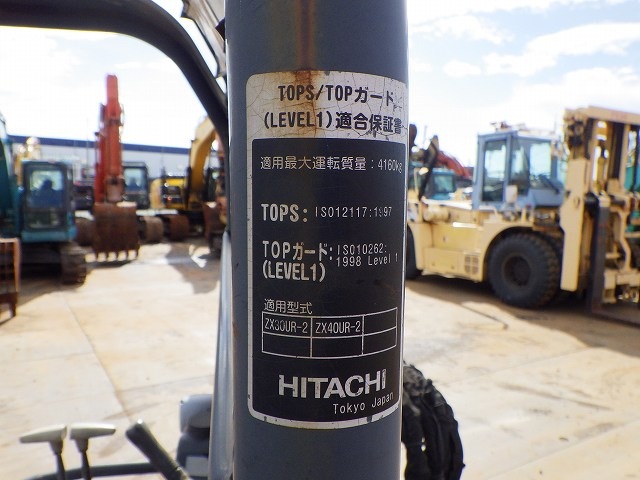 TOPS/TOPガード
(LEVEL1)適合保証書
適用最大運転質量:4160kg
TOPS:ISO12117:1997
TOPガード:ISO10262:
(LEVEL1) 1998 Level 1
適用型式
ZX30UR-2 ZX40UR-2
HITACHI
Tokyo Japan